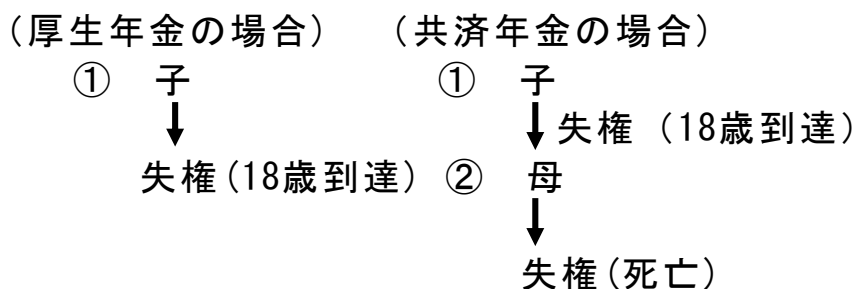 （厚生年金の場合） （共済年金の場合）
① 子 ① 子
失権（18歳到達）
失権（18歳到達） ② 母
失権（死亡）